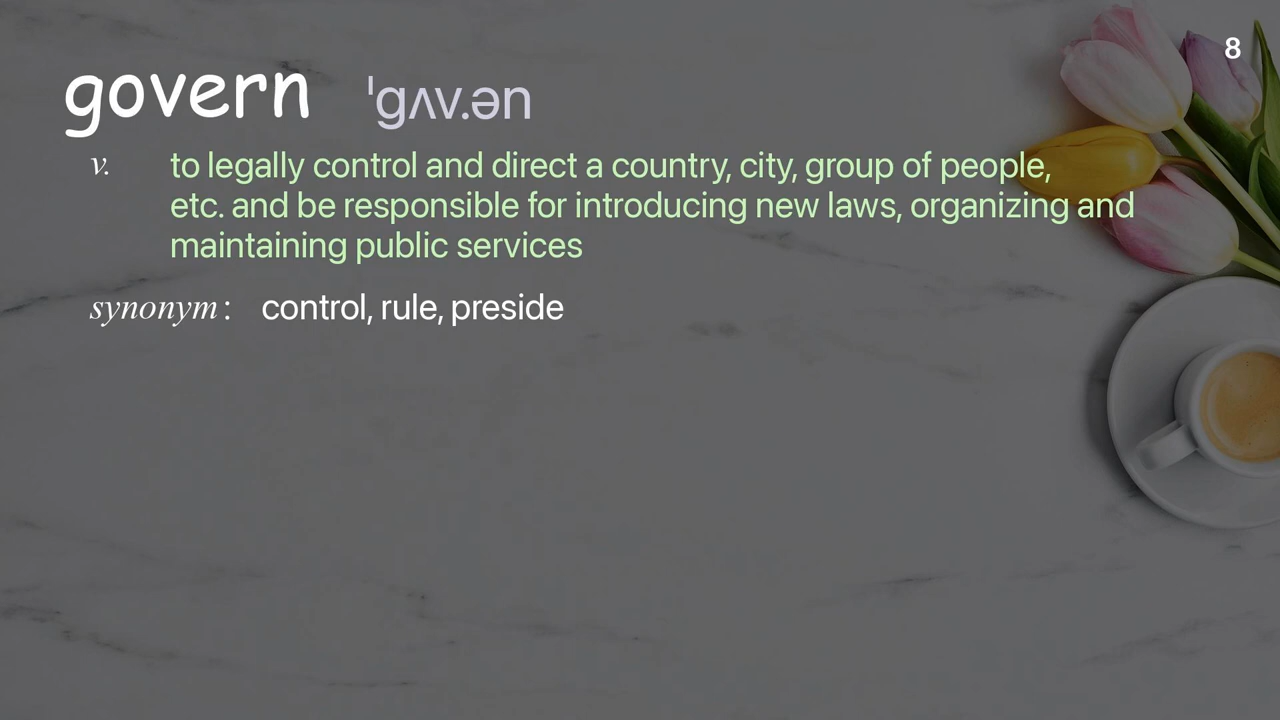 8
govern ˈgʌv.ən
v. to legally control and direct a country, city, group of people,
etc. and be responsible for introducing new laws, organizing and
maintaining public services
synonym: control, rule, preside